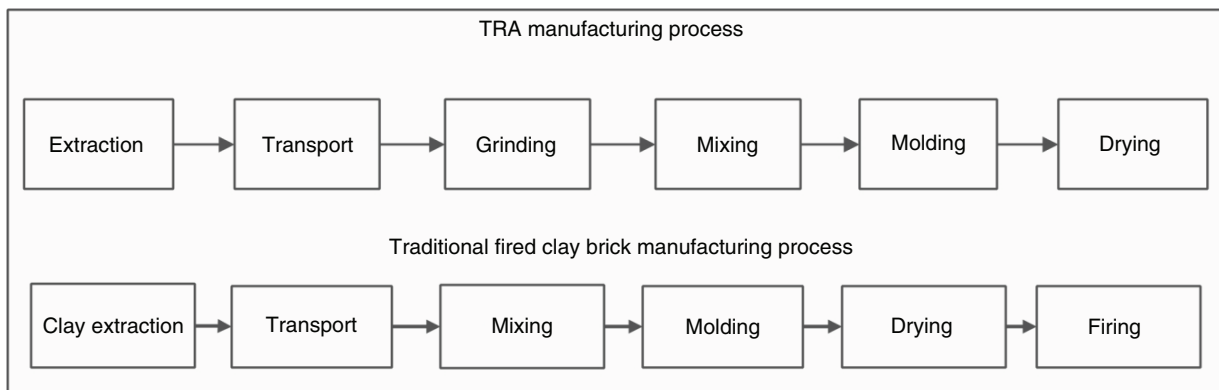 TRA manufacturing process
Extraction
Transport
Grinding
Mixing
Molding
Drying
Traditional fired clay brick manufacturing process
Clay extraction
Transport
Mixing
Molding
Drying
Firing